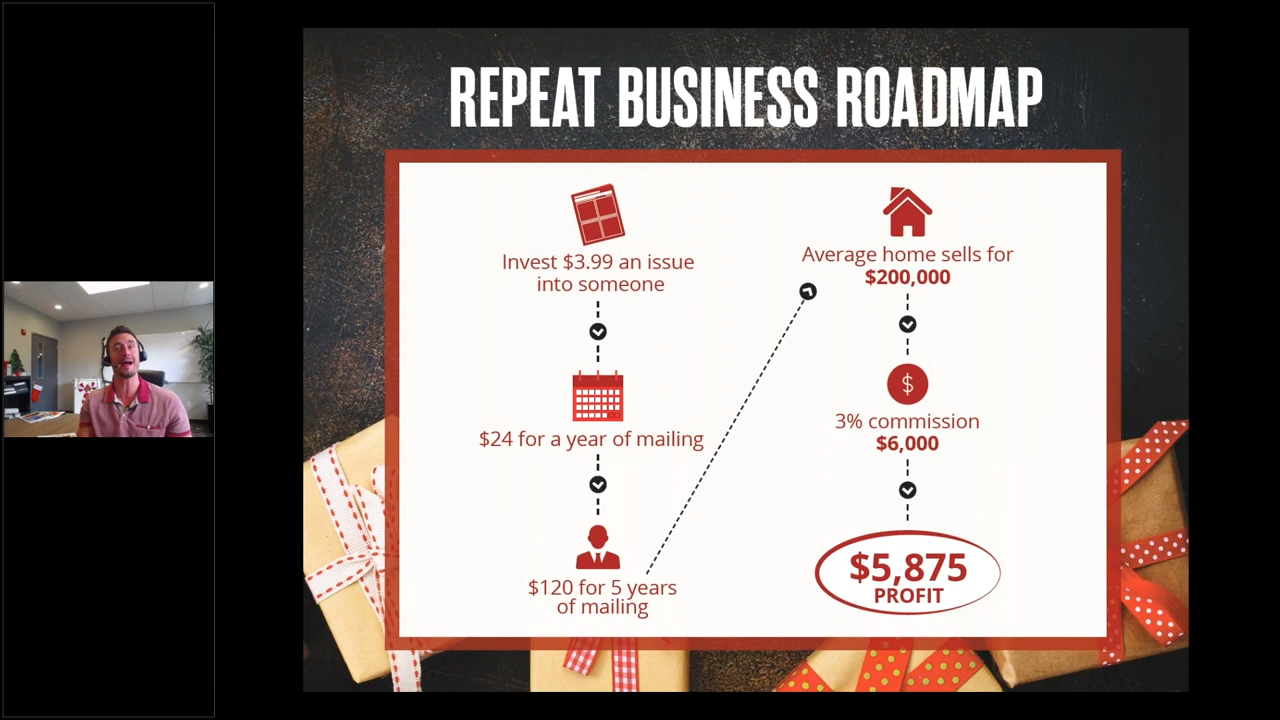 REPEAT BUSINESS ROADMAP
Invest $3.99 an issue
into someone
$24 for a year of mailing
$120 for 5 years
of mailing
Average home sells for
$200,000
$
3% commission
$6,000
$5,875
PROFIT